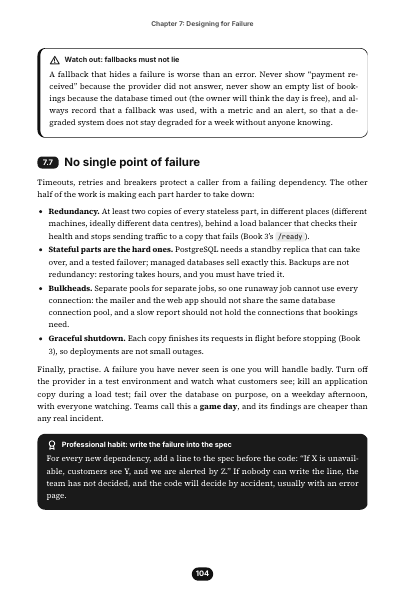 Chapter 7: Designing for Failure
Watch out: fallbacks must not lie
A fallback that hides a failure is worse than an error. Never show “payment re-
ceived” because the provider did not answer, never show an empty list of book-
ings because the database timed out (the owner will think the day is free), and al-
ways record that a fallback was used, with a metric and an alert, so that a de-
graded system does not stay degraded for a week without anyone knowing.
7.7 No single point of failure
Timeouts, retries and breakers protect a caller from a failing dependency. The other
half of the work is making each part harder to take down:
• Redundancy. At least two copies of every stateless part, in different places (different
machines, ideally different data centres), behind a load balancer that checks their
health and stops sending traffic to a copy that fails (Book 3’s /ready ).
• Stateful parts are the hard ones. PostgreSQL needs a standby replica that can take
over, and a tested failover; managed databases sell exactly this. Backups are not
redundancy: restoring takes hours, and you must have tried it.
• Bulkheads. Separate pools for separate jobs, so one runaway job cannot use every
connection: the mailer and the web app should not share the same database
connection pool, and a slow report should not hold the connections that bookings
need.
• Graceful shutdown. Each copy finishes its requests in flight before stopping (Book
3), so deployments are not small outages.
Finally, practise. A failure you have never seen is one you will handle badly. Turn off
the provider in a test environment and watch what customers see; kill an application
copy during a load test; fail over the database on purpose, on a weekday afternoon,
with everyone watching. Teams call this a game day, and its findings are cheaper than
any real incident.
Professional habit: write the failure into the spec
For every new dependency, add a line to the spec before the code: “If X is unavail-
able, customers see Y, and we are alerted by Z.” If nobody can write the line, the
team has not decided, and the code will decide by accident, usually with an error
page.
104